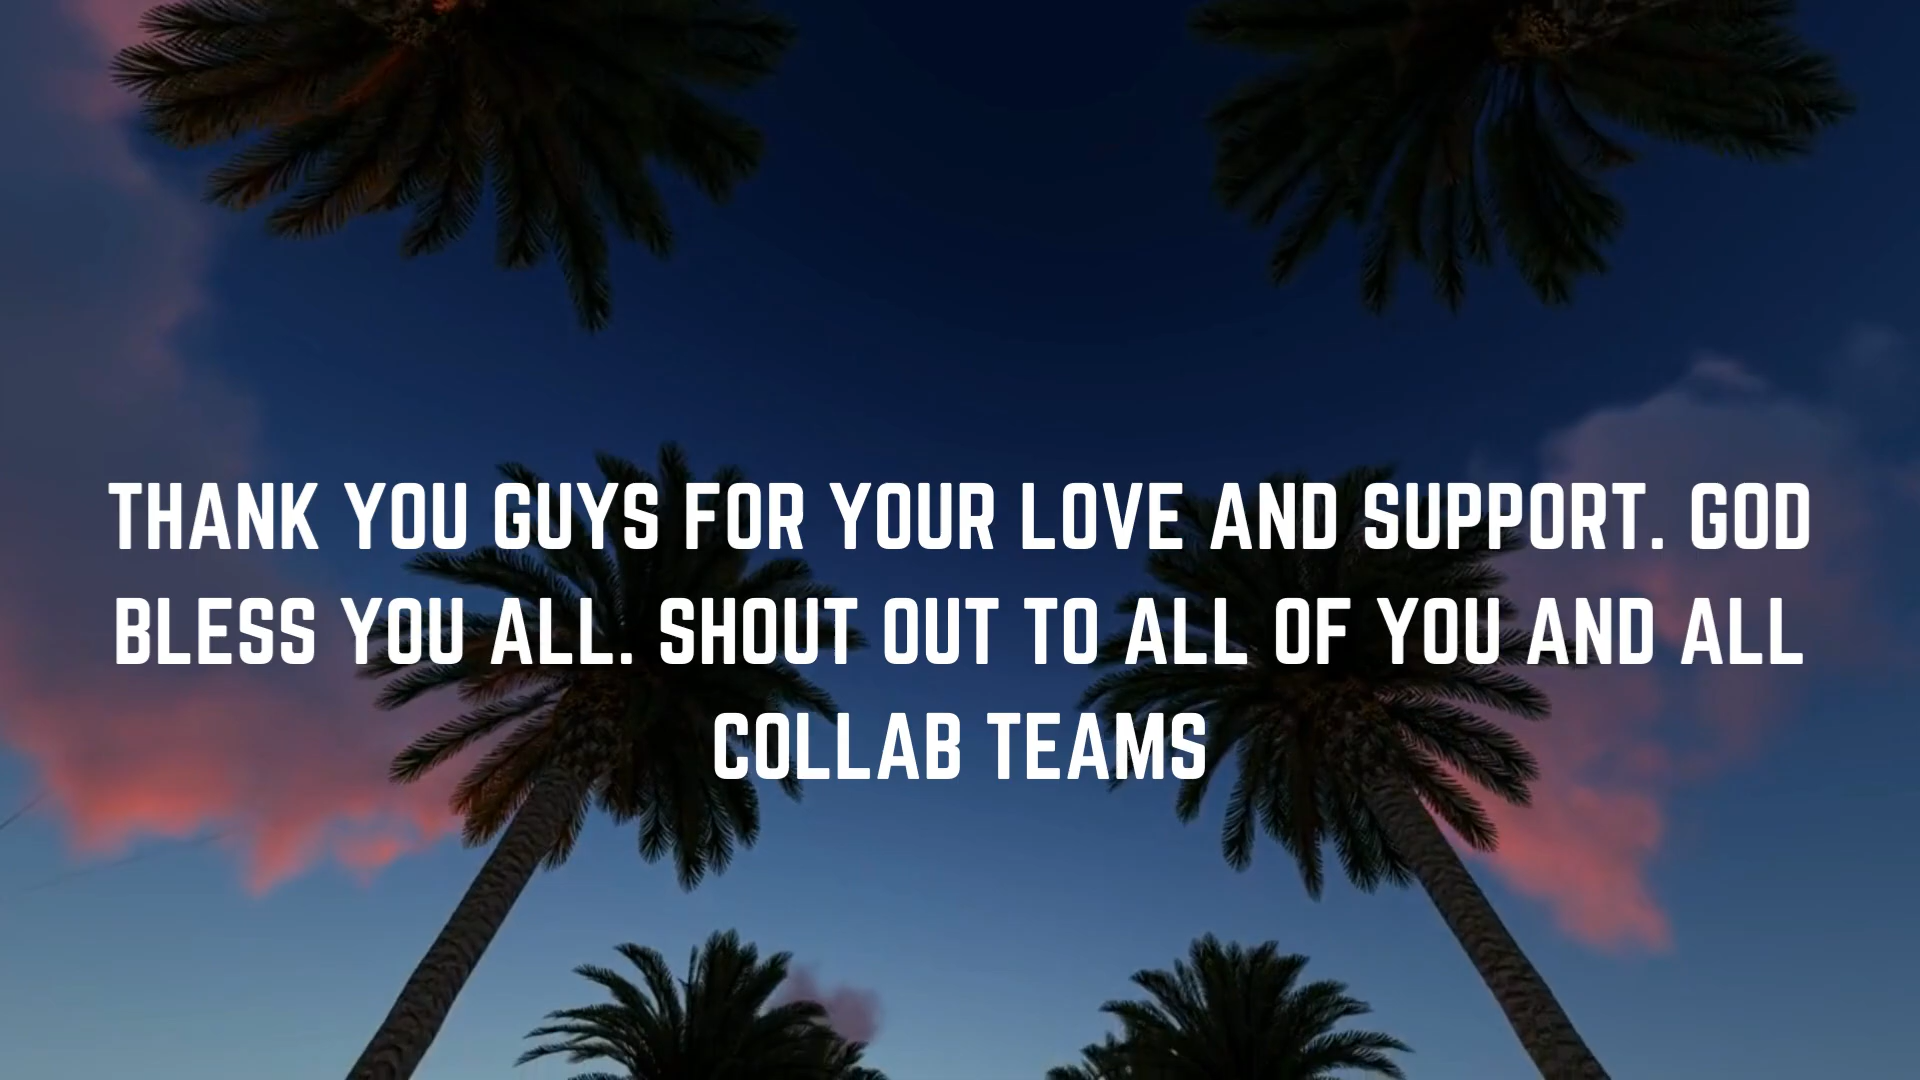 THANK YOU GUYS FOR YOUR LOVE AND SUPPORT. GOD
BLESS YOU ALL. SHOUT OUT TO ALL OF YOU AND ALL
COLLAB TEAMS